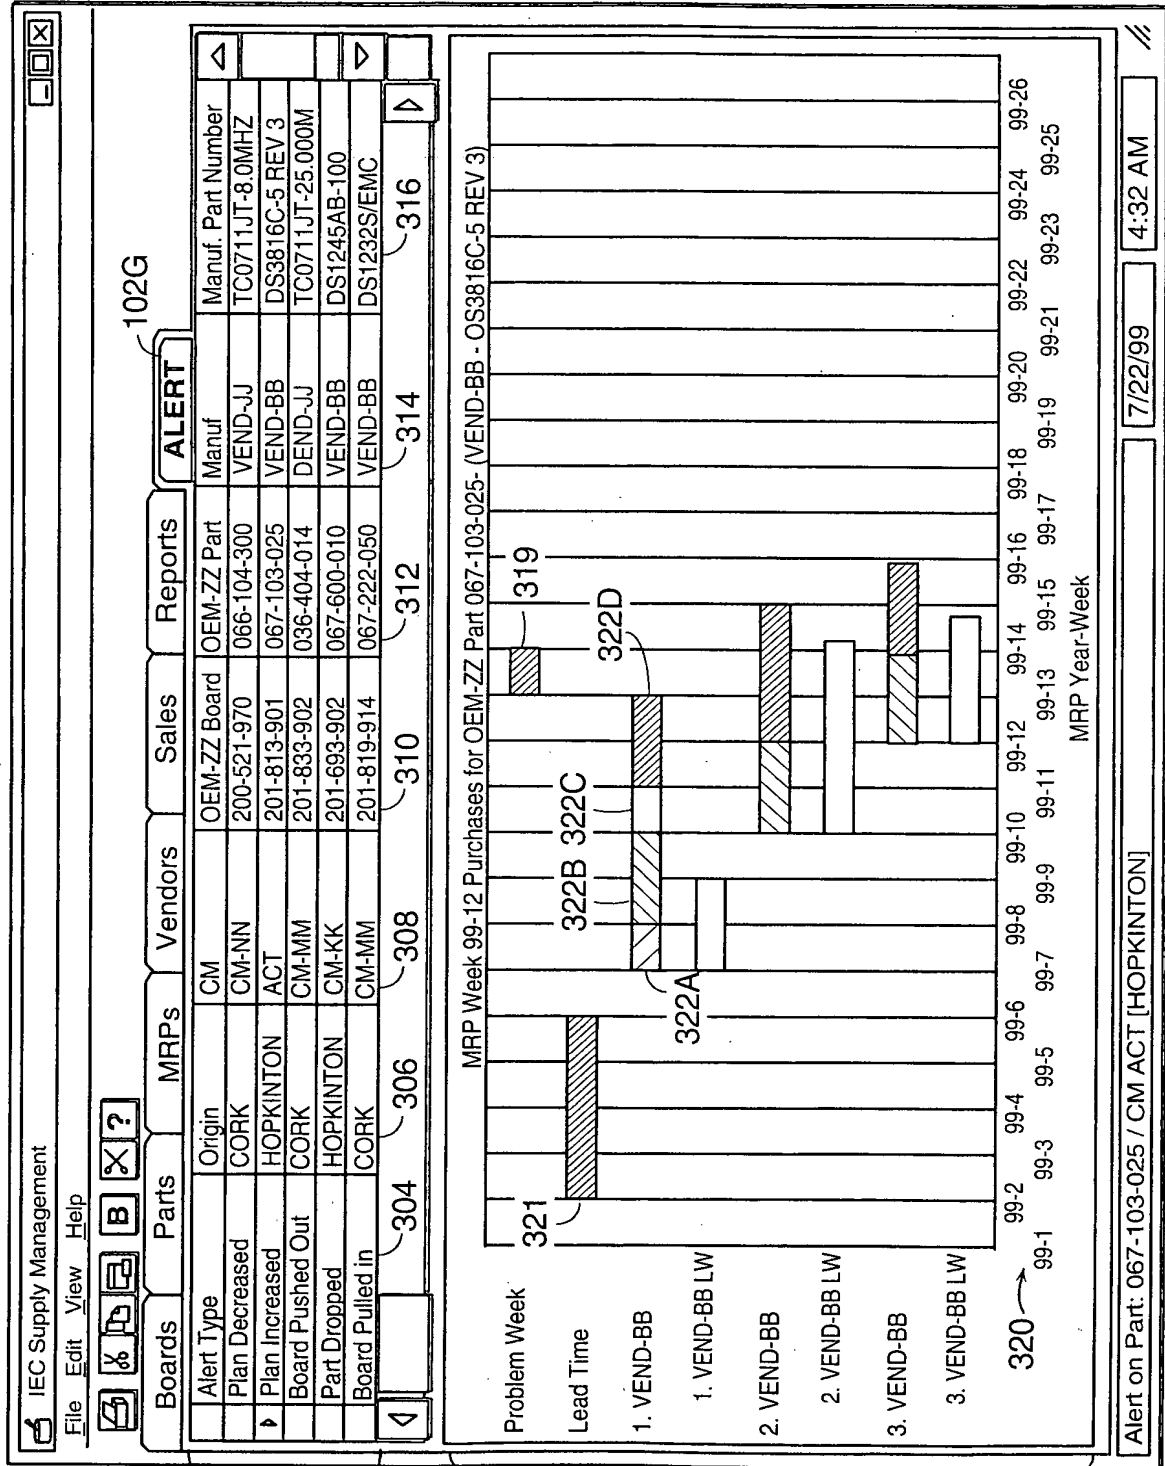 IEC Supply Management
File Edit View Help
B X ?
Boards Parts MRPs Vendors Sales Reports ALERT 102G
Alert Type Origin CM OEM-ZZ Board OEM-ZZ Part Manuf Manuf. Part Number
Plan Decreased CORK CM-NN 200-521-970 066-104-300 VEND-JJ TC0711JT-8.0MHZ
Plan Increased HOPKINTON ACT 201-813-901 067-103-025 VEND-BB DS3816C-5 REV 3
Board Pushed Out CORK CM-MM 201-833-902 036-404-014 DEND-JJ TC0711JT-25.000M
Part Dropped HOPKINTON CM-KK 201-693-902 067-600-010 VEND-BB DS1245AB-100
Board Pulled in CORK CM-MM 201-819-914 067-222-050 VEND-BB DS1232S/EMC
304 306 308 310 312 314 316
MRP Week 99-12 Purchases for OEM-ZZ Part 067-103-025- (VEND-BB - OS3816C-5 REV 3)
Problem Week 319
Lead Time 321
322B 322C 322D
1. VEND-BB
322A
1. VEND-BB LW
2. VEND-BB
2. VEND-BB LW
3. VEND-BB
3. VEND-BB LW
320
99-2 99-4 99-6 99-8 99-10 99-12 99-14 99-16 99-18 99-20 99-22 99-24 99-26
99-1 99-3 99-5 99-7 99-9 99-11 99-13 99-15 99-17 99-19 99-21 99-23 99-25
MRP Year-Week
Alert on Part: 067-103-025 / CM ACT [HOPKINTON] 7/22/99 4:32 AM